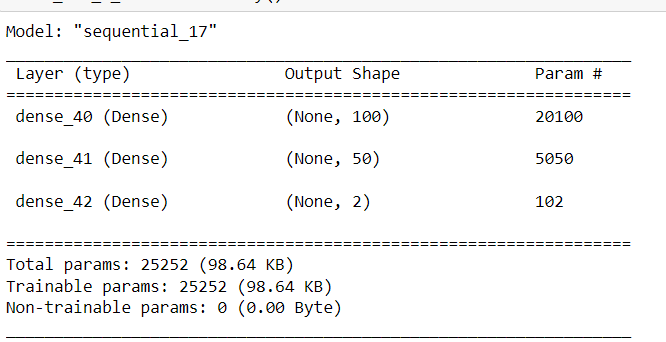 Model: "sequential_17"
Layer (type) Output Shape Param #
dense_40 (Dense) (None, 100) 20100
dense_41 (Dense) (None, 50) 5050
dense_42 (Dense) (None, 2) 102
Total params: 25252 (98.64 KB)
Trainable params: 25252 (98.64 KB)
Non-trainable params: 0 (0.00 Byte)